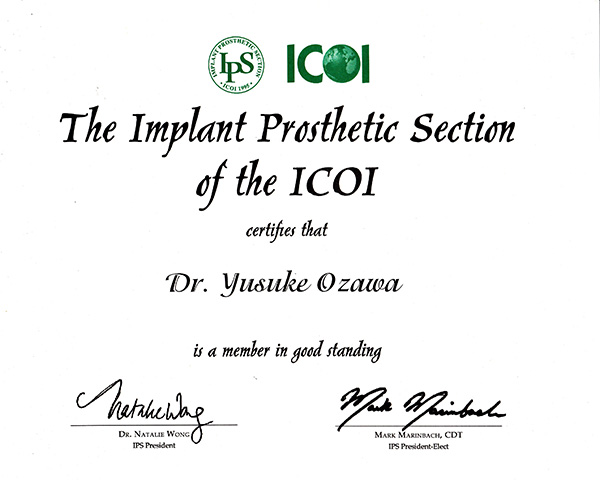 IMPLANT PROSTHETIC SECTION
IPS
• ICOI 1995 •
ICOI
The Implant Prosthetic Section
of the ICOI
certifies that
Dr. Yusuke Ozawa
is a member in good standing
Natalie Wong
Mark Marinbach
DR. NATALIE WONG
IPS President
MARK MARINBACH, CDT
IPS President-Elect